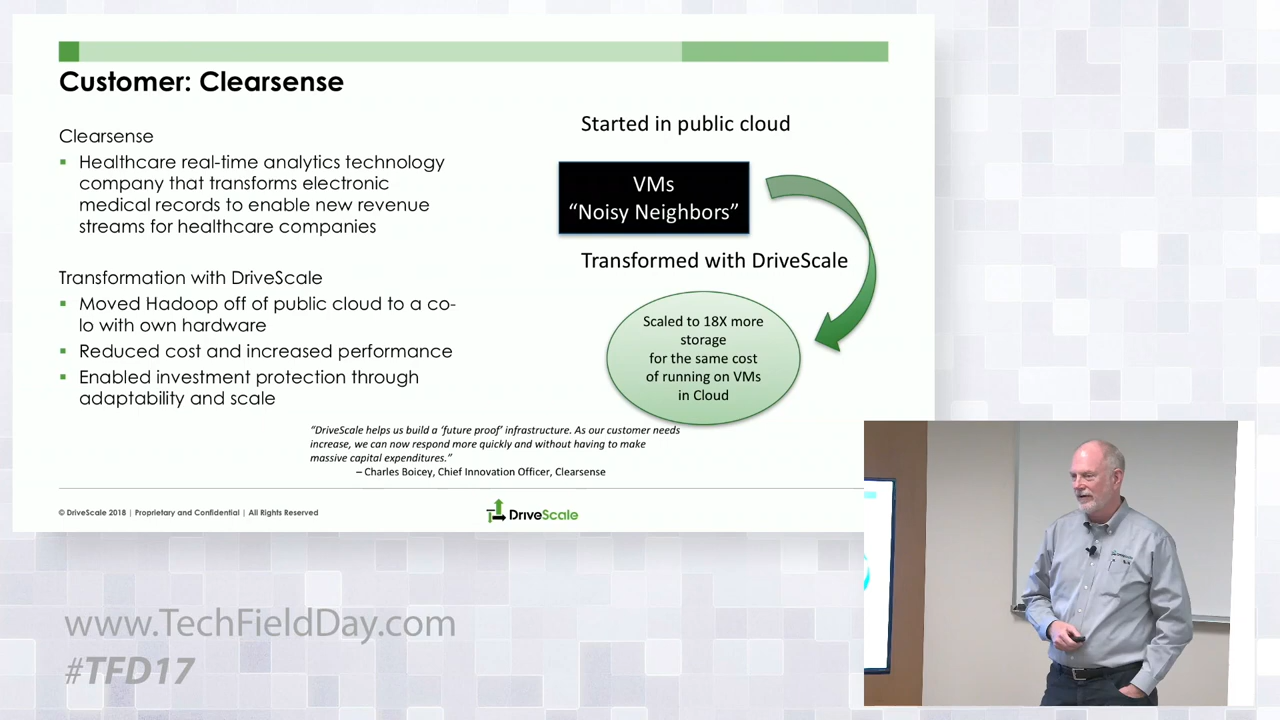 Customer: Clearsense
Clearsense
Healthcare real-time analytics technology
company that transforms electronic
medical records to enable new revenue
streams for healthcare companies
Transformation with DriveScale
Moved Hadoop off of public cloud to a co-
lo with own hardware
Reduced cost and increased performance
Enabled investment protection through
adaptability and scale
Started in public cloud
VMs
“Noisy Neighbors”
Transformed with DriveScale
Scaled to 18X more
storage
for the same cost
of running on VMs
in Cloud
“DriveScale helps us build a ‘future proof’ infrastructure. As our customer needs
increase, we can now respond more quickly and without having to make
massive capital expenditures.”
– Charles Boicey, Chief Innovation Officer, Clearsense
© DriveScale 2018 | Proprietary and Confidential | All Rights Reserved
DriveScale
www.TechFieldDay.com
#TFD17